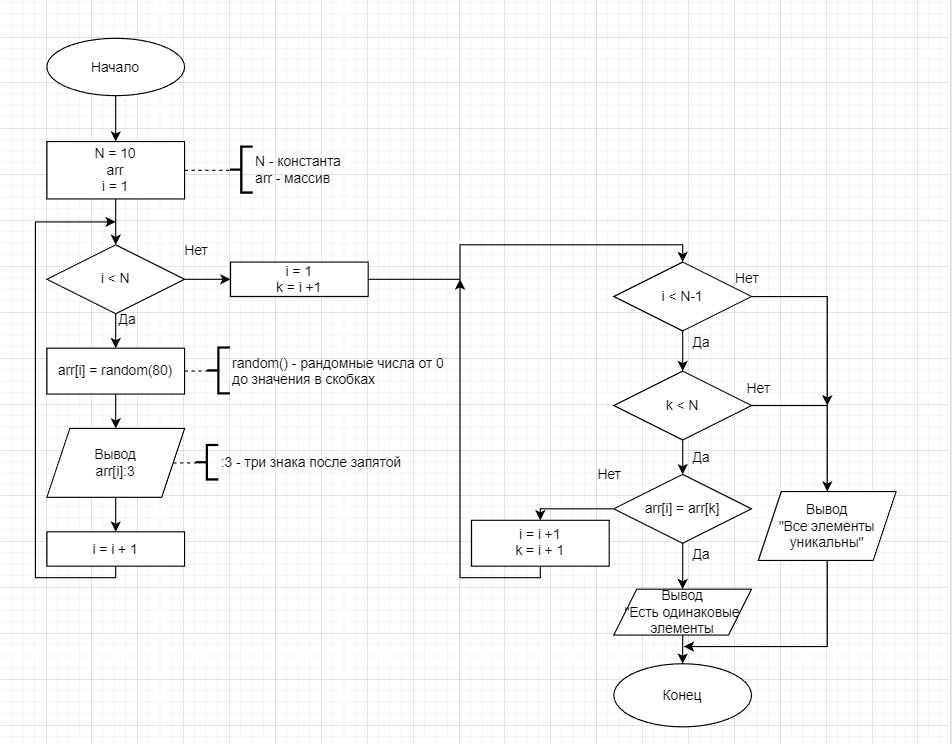 Начало
N = 10
arr
i = 1
N - константа
arr - массив
i < N
Нет
Да
i = 1
k = i +1
arr[i] = random(80)
random() - рандомные числа от 0
до значения в скобках
Вывод
arr[i]:3
:3 - три знака после запятой
i = i + 1
i < N-1
Нет
Да
k < N
Нет
Да
arr[i] = arr[k]
Нет
Да
i = i +1
k = i + 1
Вывод
"Все элементы
уникальны"
Вывод
"Есть одинаковые
элементы
Конец